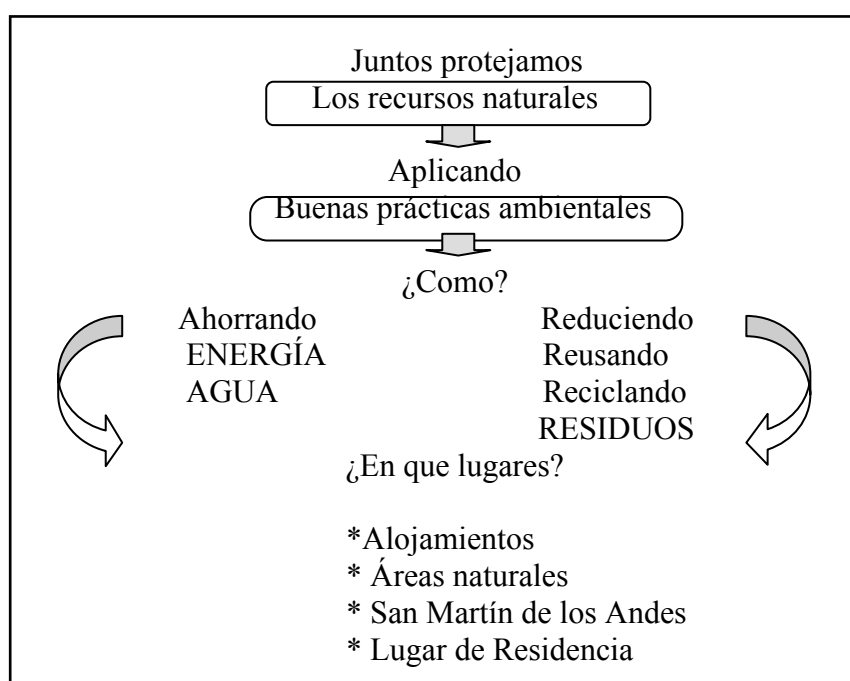 Juntos protejamos
Los recursos naturales
Aplicando
Buenas prácticas ambientales
¿Como?
Ahorrando
ENERGÍA
AGUA
Reduciendo
Reusando
Reciclando
RESIDUOS
¿En que lugares?
*Alojamientos
* Áreas naturales
* San Martín de los Andes
* Lugar de Residencia